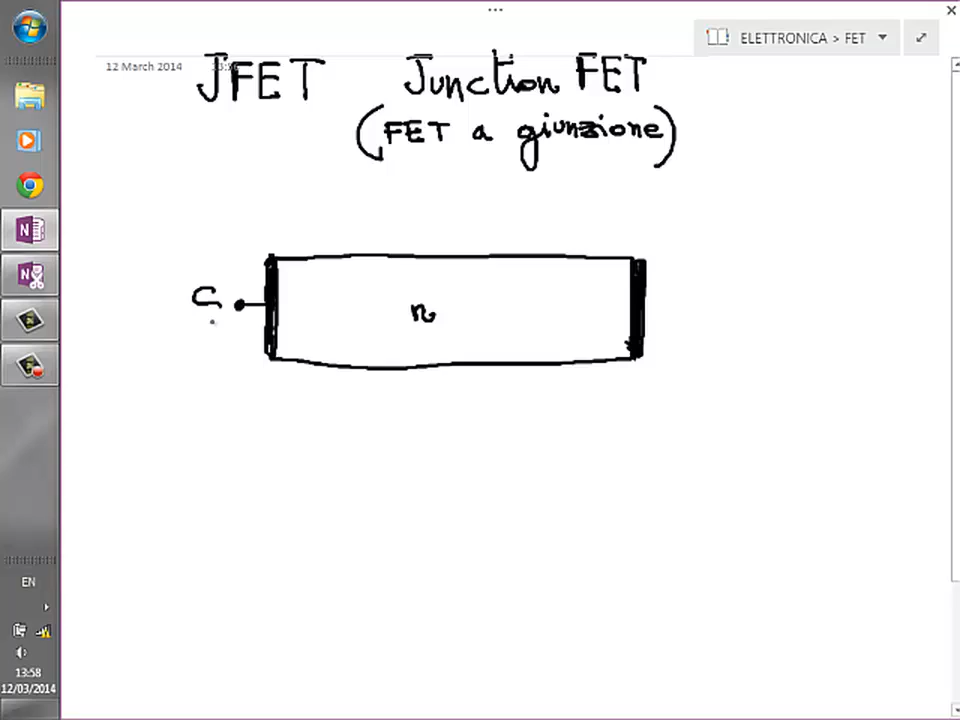 ...
ELETTRONICA > FET
12 March 2014
JFET Junction FET
(FET a giunzione)
n
EN
13:58
12/03/2014